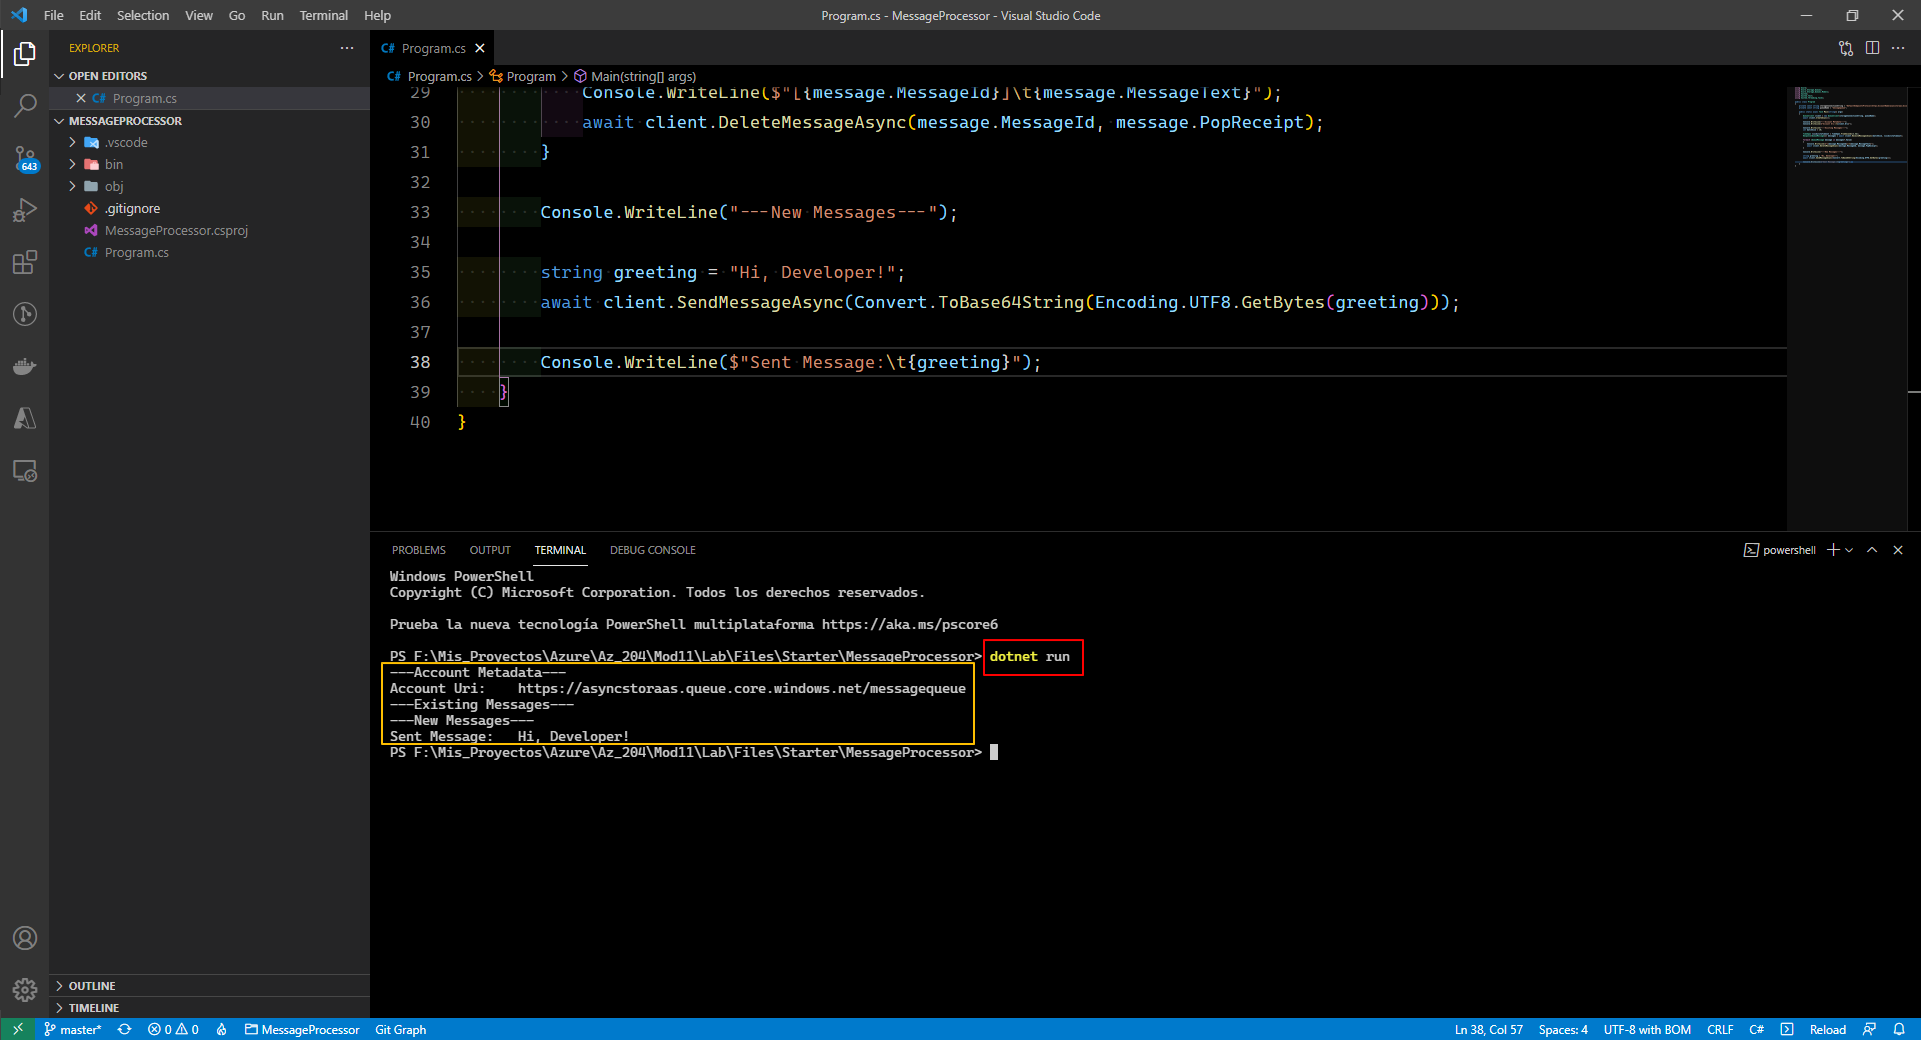 File Edit Selection View Go Run Terminal Help
Program.cs - MessageProcessor - Visual Studio Code
EXPLORER
OPEN EDITORS
C# Program.cs
MESSAGEPROCESSOR
.vscode
bin
obj
.gitignore
MessageProcessor.csproj
C# Program.cs
643
OUTLINE
TIMELINE
C# Program.cs
C# Program.cs > Program > Main(string[] args)
29 Console.WriteLine($"[{message.MessageId}]\t{message.MessageText}");
30 await client.DeleteMessageAsync(message.MessageId, message.PopReceipt);
31 }
32
33 Console.WriteLine("---New Messages---");
34
35 string greeting = "Hi, Developer!";
36 await client.SendMessageAsync(Convert.ToBase64String(Encoding.UTF8.GetBytes(greeting)));
37
38 Console.WriteLine($"Sent Message:\t{greeting}");
39 }
40 }
PROBLEMS OUTPUT TERMINAL DEBUG CONSOLE
powershell
Windows PowerShell
Copyright (C) Microsoft Corporation. Todos los derechos reservados.
Prueba la nueva tecnología PowerShell multiplataforma https://aka.ms/pscore6
PS F:\Mis_Proyectos\Azure\Az_204\Mod11\Lab\Files\Starter\MessageProcessor> dotnet run
---Account Metadata---
Account Uri: https://asyncstoraas.queue.core.windows.net/messagequeue
---Existing Messages---
---New Messages---
Sent Message: Hi, Developer!
PS F:\Mis_Proyectos\Azure\Az_204\Mod11\Lab\Files\Starter\MessageProcessor>
master* 0 0 MessageProcessor Git Graph
Ln 38, Col 57 Spaces: 4 UTF-8 with BOM CRLF C# Reload